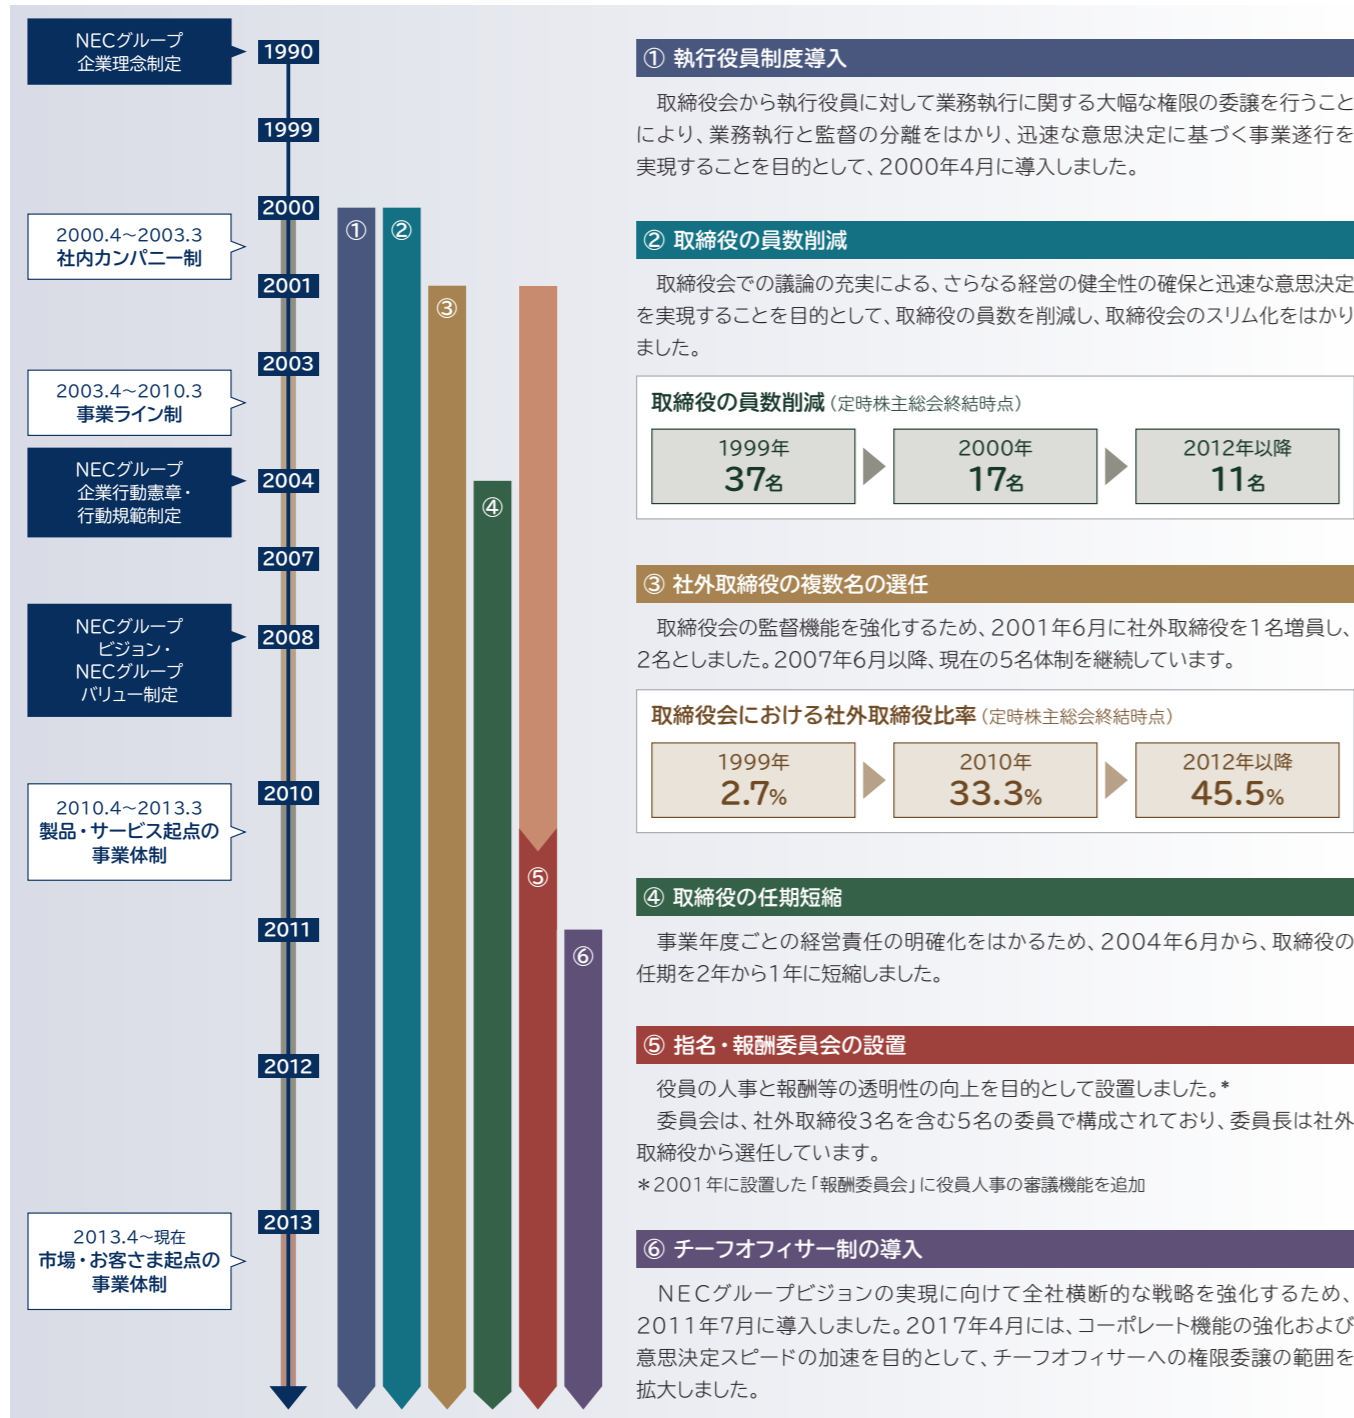 NECグループ
企業理念制定
1990
1999
2000
2000.4～2003.3
社内カンパニー制
2001
2003
2003.4～2010.3
事業ライン制
NECグループ
企業行動憲章・
行動規範制定
2004
2007
NECグループ
ビジョン・
NECグループ
バリュー制定
2008
2010
2010.4～2013.3
製品・サービス起点の
事業体制
2011
2012
2013
2013.4～現在
市場・お客さま起点の
事業体制
①
②
③
④
⑤
⑥
① 執行役員制度導入
取締役会から執行役員に対して業務執行に関する大幅な権限の委譲を行うこと
により、業務執行と監督の分離をはかり、迅速な意思決定に基づく事業遂行を
実現することを目的として、2000年4月に導入しました。
② 取締役の員数削減
取締役会での議論の充実による、さらなる経営の健全性の確保と迅速な意思決定
を実現することを目的として、取締役の員数を削減し、取締役会のスリム化をはかり
ました。
取締役の員数削減（定時株主総会終結時点）
1999年
37名
2000年
17名
2012年以降
11名
③ 社外取締役の複数名の選任
取締役会の監督機能を強化するため、2001年6月に社外取締役を1名増員し、
2名としました。2007年6月以降、現在の5名体制を継続しています。
取締役会における社外取締役比率（定時株主総会終結時点）
1999年
2.7%
2010年
33.3%
2012年以降
45.5%
④ 取締役の任期短縮
事業年度ごとの経営責任の明確化をはかるため、2004年6月から、取締役の
任期を2年から1年に短縮しました。
⑤ 指名・報酬委員会の設置
役員の人事と報酬等の透明性の向上を目的として設置しました。*
委員会は、社外取締役3名を含む5名の委員で構成されており、委員長は社外
取締役から選任しています。
＊2001年に設置した「報酬委員会」に役員人事の審議機能を追加
⑥ チーフオフィサー制の導入
NECグループビジョンの実現に向けて全社横断的な戦略を強化するため、
2011年7月に導入しました。2017年4月には、コーポレート機能の強化および
意思決定スピードの加速を目的として、チーフオフィサーへの権限委譲の範囲を
拡大しました。